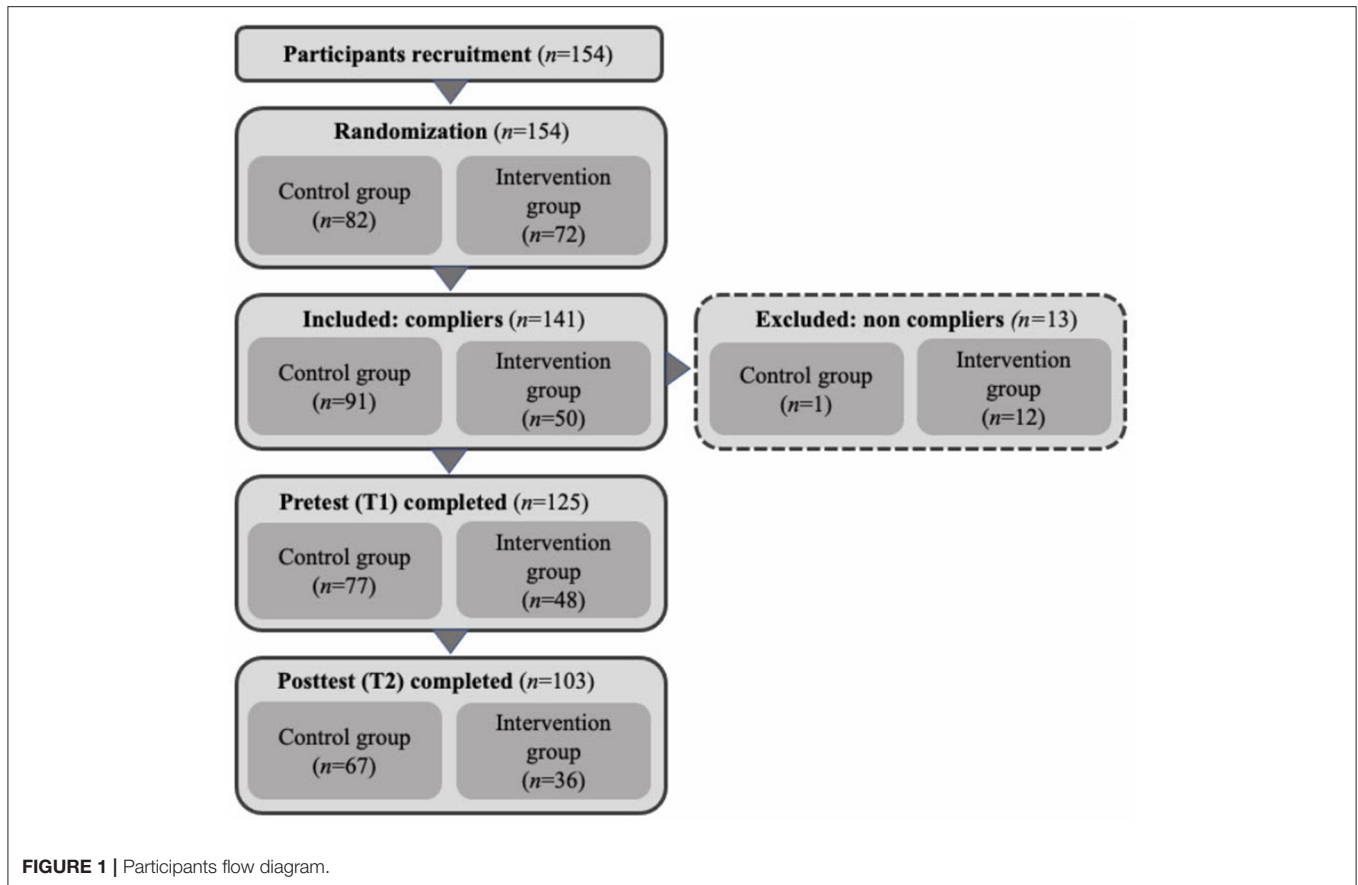 Participants recruitment (n=154)
Randomization (n=154)
Control group
(n=82)
Intervention
group
(n=72)
Included: compliers (n=141)
Control group
(n=91)
Intervention
group
(n=50)
Excluded: non compliers (n=13)
Control group
(n=1)
Intervention
group
(n=12)
Pretest (T1) completed (n=125)
Control group
(n=77)
Intervention
group
(n=48)
Posttest (T2) completed (n=103)
Control group
(n=67)
Intervention
group
(n=36)
FIGURE 1 | Participants flow diagram.